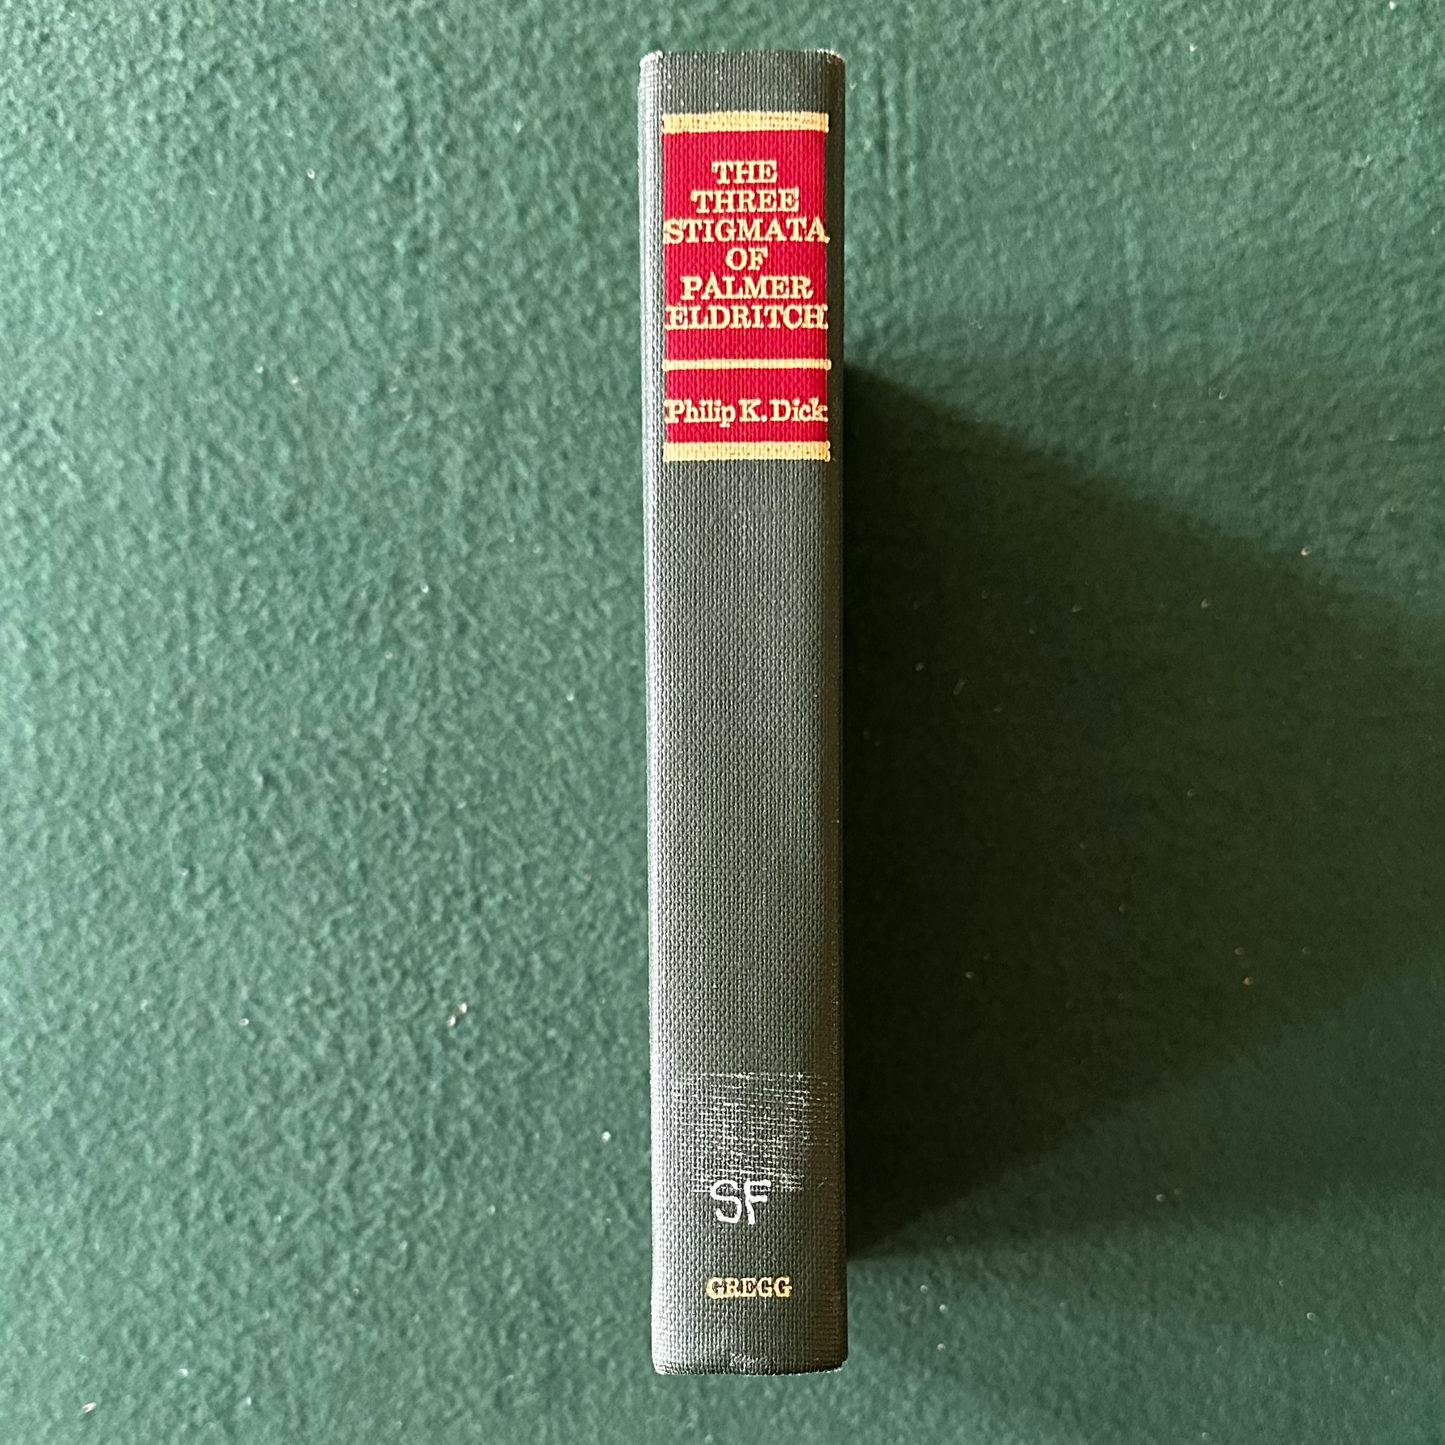 THE
THREE
STIGMATA
OF
PALMER
ELDRITCH
Philip K. Dick
SF
GREGG